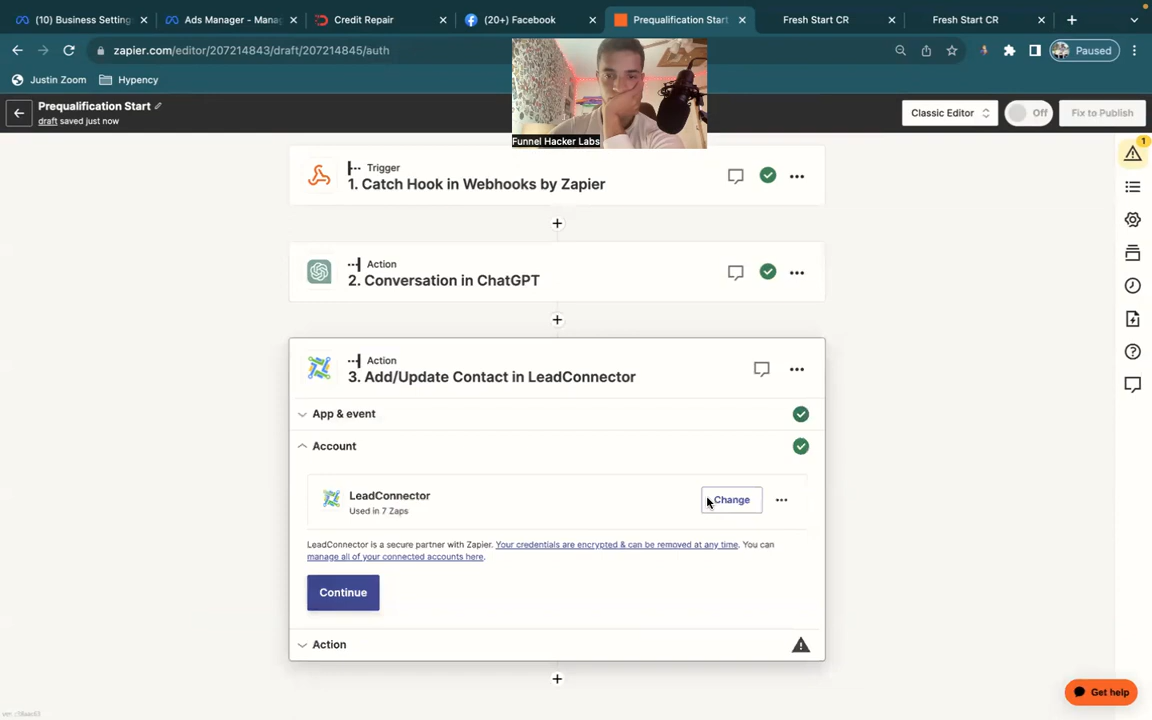 (10) Business Setting
Ads Manager - Mana
Credit Repair
(20+) Facebook
Prequalification Start
Fresh Start CR
Fresh Start CR
zapier.com/editor/207214843/draft/207214845/auth
Paused
Justin Zoom
Hypency
Prequalification Start
draft saved just now
Classic Editor
Off
Fix to Publish
Funnel Hacker Labs
1
Trigger
1. Catch Hook in Webhooks by Zapier
Action
2. Conversation in ChatGPT
Action
3. Add/Update Contact in LeadConnector
App & event
Account
LeadConnector
Used in 7 Zaps
Change
LeadConnector is a secure partner with Zapier. Your credentials are encrypted & can be removed at any time. You can
manage all of your connected accounts here.
Continue
Action
Get help